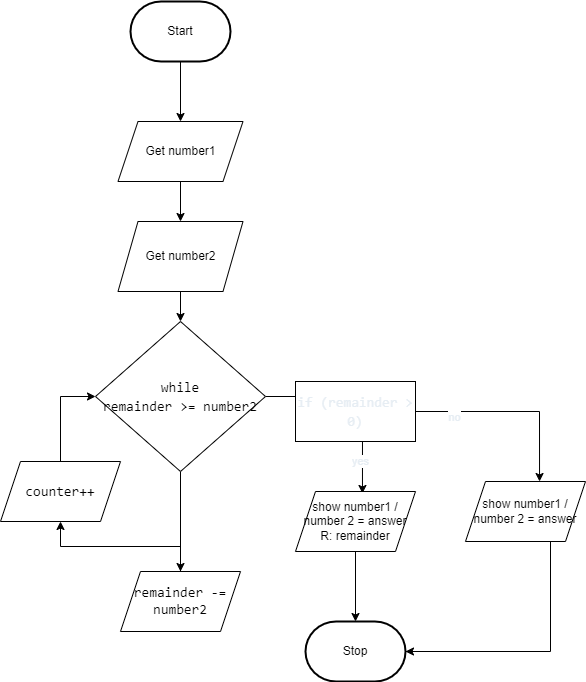 Start
Get number1
Get number2
while
remainder >= number2
if (remainder >
0)
no
yes
counter++
show number1 /
number 2 = answer
R: remainder
show number1 /
number 2 = answer
remainder -=
number2
Stop